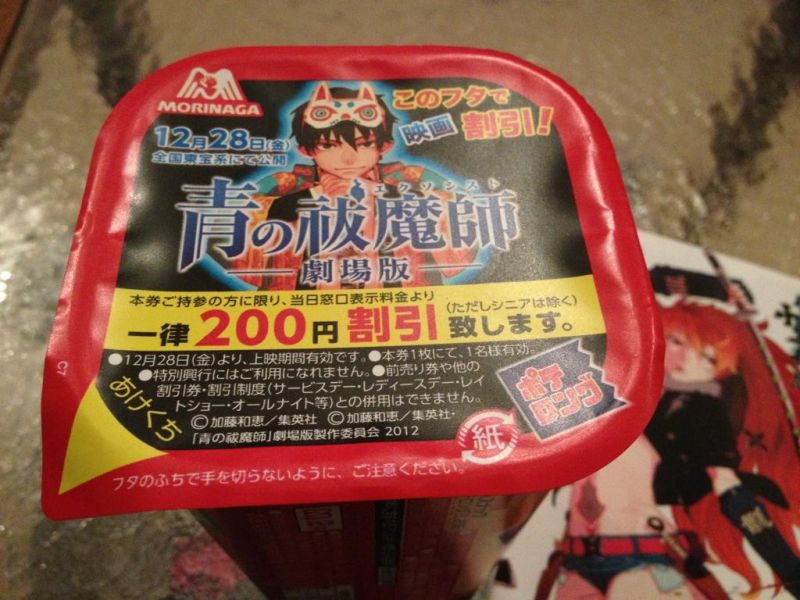 MORINAGA
このフタで
映画 割引!
12月28日(金)
全国東宝系にて公開
エクソシスト
青の祓魔師
劇場版
本券ご持参の方に限り、当日窓口表示料金より
一律200円割引致します。
(ただしシニアは除く)
●12月28日(金)より、上映期間有効です。●本券1枚にて、1名様有効。
●特別興行にはご利用になれません。●前売り券や他の
割引券・割引制度(サービスデー・レディースデー・レイ
トショー・オールナイト等)との併用はできません。
©加藤和恵/集英社 ©加藤和恵/集英社・
「青の祓魔師」劇場版製作委員会 2012
ポテ
ロング
紙
あけくち
フタのふちで手を切らないように、ご注意ください。
C7